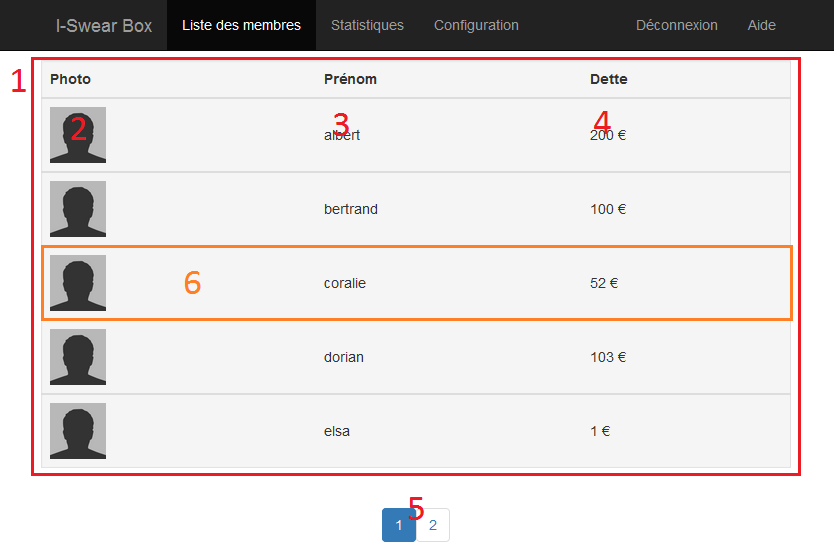 I-Swear Box Liste des membres Statistiques Configuration Déconnexion Aide
1 Photo Prénom Dette
2 3 albert 4 200 €
bertrand 100 €
6 coralie 52 €
dorian 103 €
elsa 1 €
5
1 2